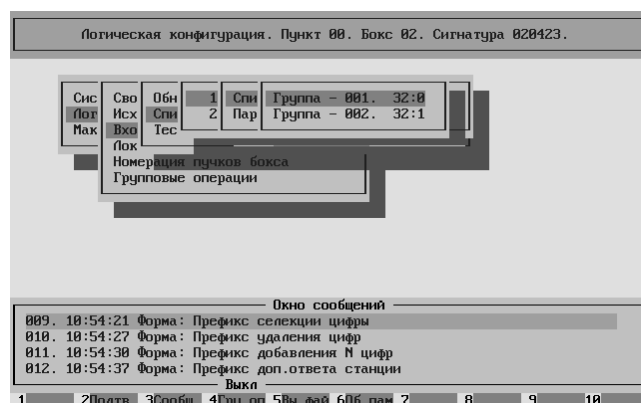 Логическая конфигурация. Пункт 00. Бокс 02. Сигнатура 020423.
Сис Сво Обн 1 Спи Группа - 001. 32:0
Лог Исх Спи 2 Пар Группа - 002. 32:1
Мак Вхо Тес
Лок
Номерация пучков бокса
Групповые операции
Окно сообщений
009. 10:54:21 Форма: Префикс селекции цифры
010. 10:54:27 Форма: Префикс удаления цифр
011. 10:54:30 Форма: Префикс добавления N цифр
012. 10:54:37 Форма: Префикс доп.ответа станции
Выкл
1 2Подтв 3Сообщ 4Гру оп 5Вы фай 6Об пам 7 8 9 10